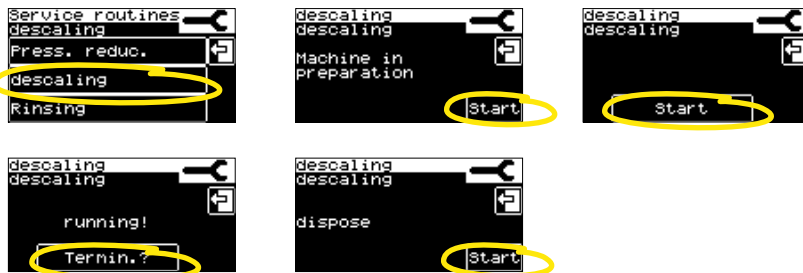 Service routines
descaling
Press. reduc.
descaling
Rinsing
descaling
descaling
Machine in
preparation
Start
descaling
descaling
Start
descaling
descaling
running!
Termin.?
descaling
descaling
dispose
Start